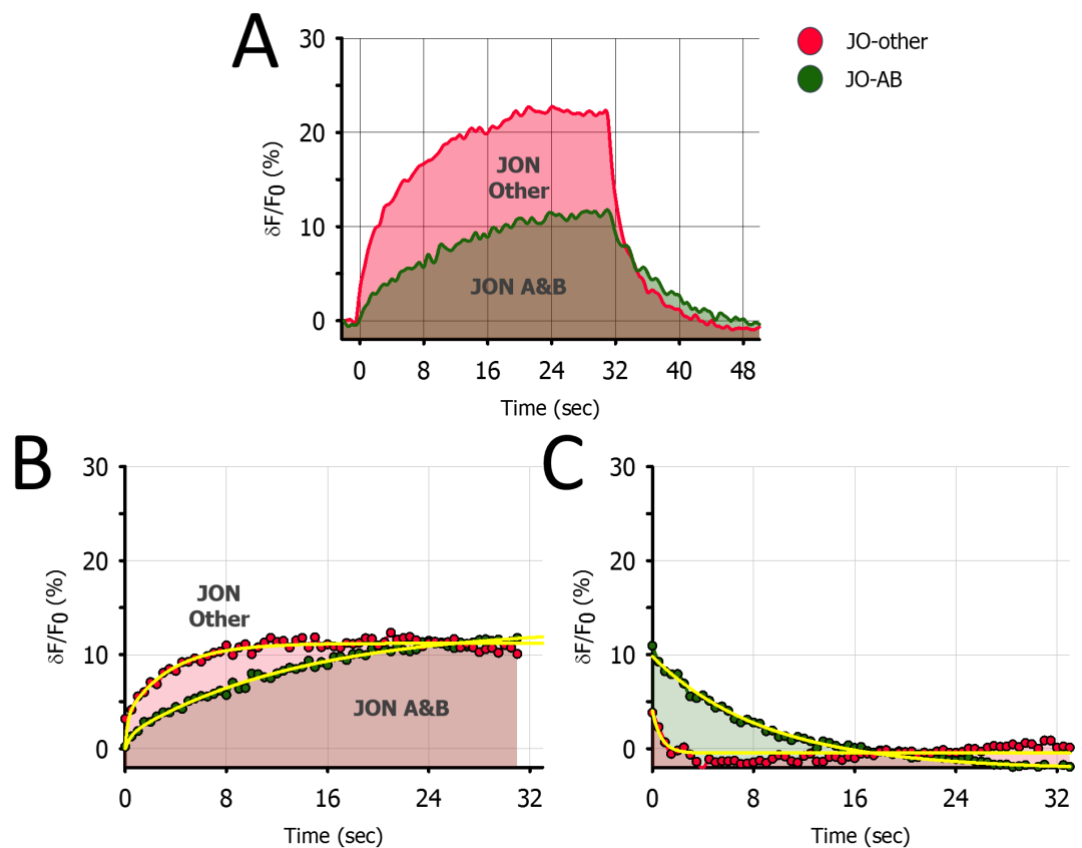 A
JO-other
JO-AB
30
20
10
0
δF/F0 (%)
JON
Other
JON A&B
0 8 16 24 32 40 48
Time (sec)
B
30
20
10
0
δF/F0 (%)
JON
Other
JON A&B
0 8 16 24 32
Time (sec)
C
30
20
10
0
δF/F0 (%)
0 8 16 24 32
Time (sec)